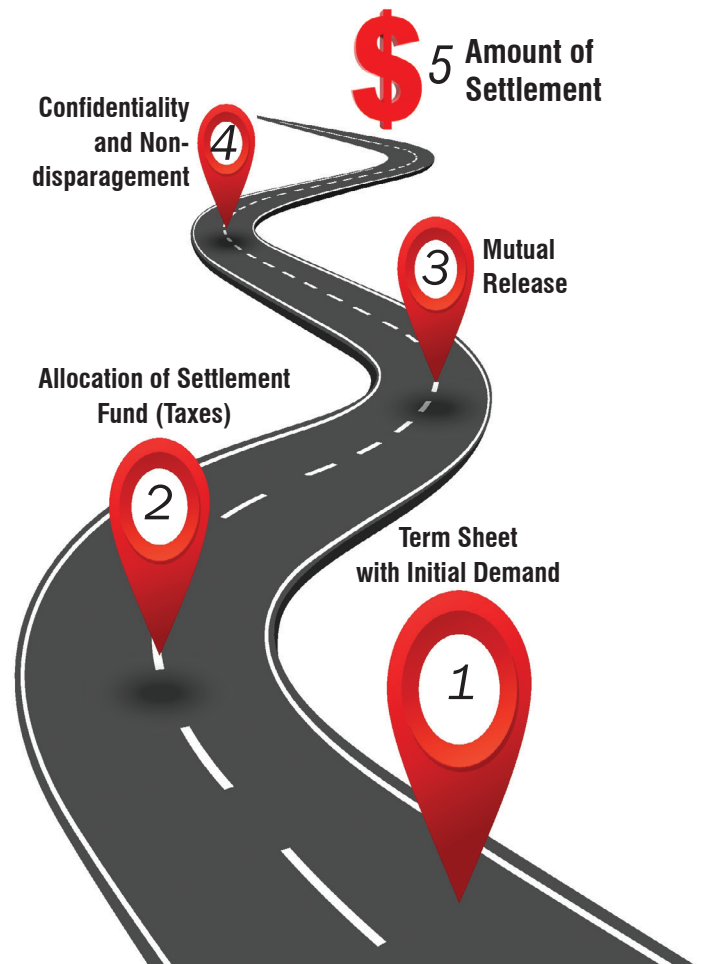 $ 5 Amount of
Settlement
Confidentiality
and Non-
disparagement
4
3
Mutual
Release
Allocation of Settlement
Fund (Taxes)
2
Term Sheet
with Initial Demand
1